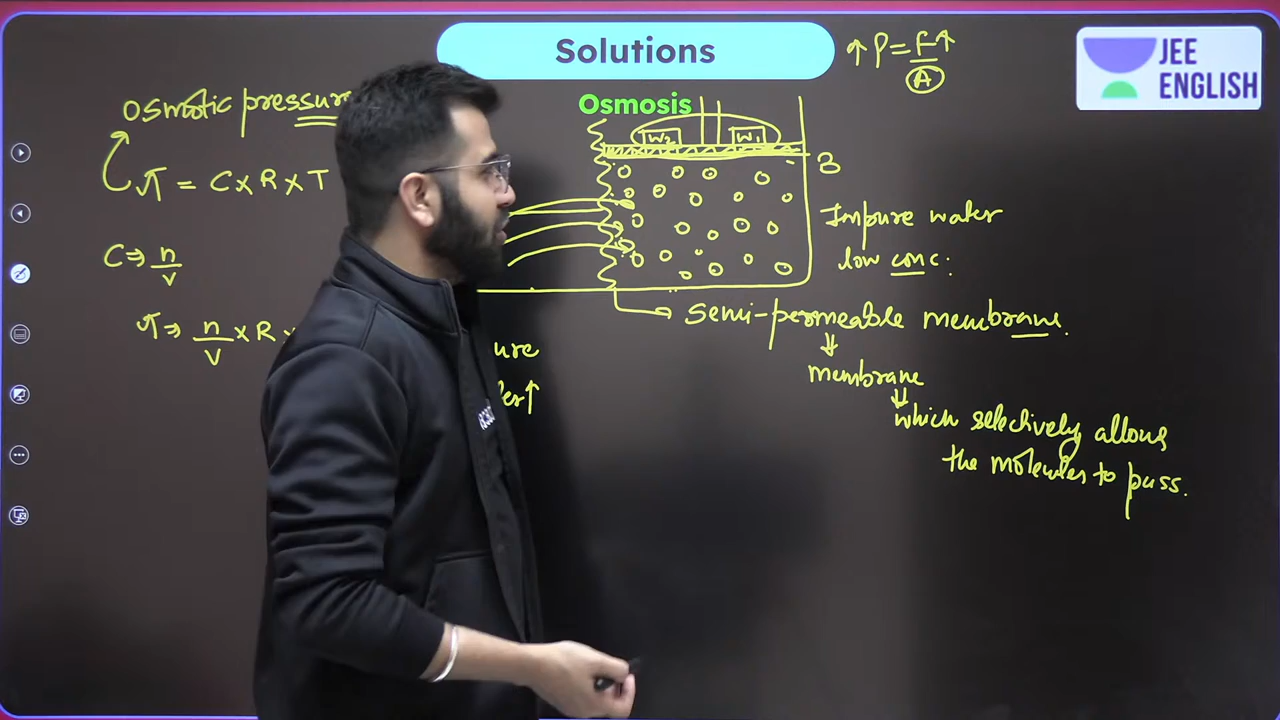 Solutions
↑ P = F↑
A
JEE
ENGLISH
Osmosis
Osmotic pressure
π = C x R x T
C ⇒ n
v
π ⇒ n x R x
v
W2
W1
B
Impure water
low conc:
Semi-permeable membrane.
membrane
which selectively allows
the molecules to pass.
ure
↑